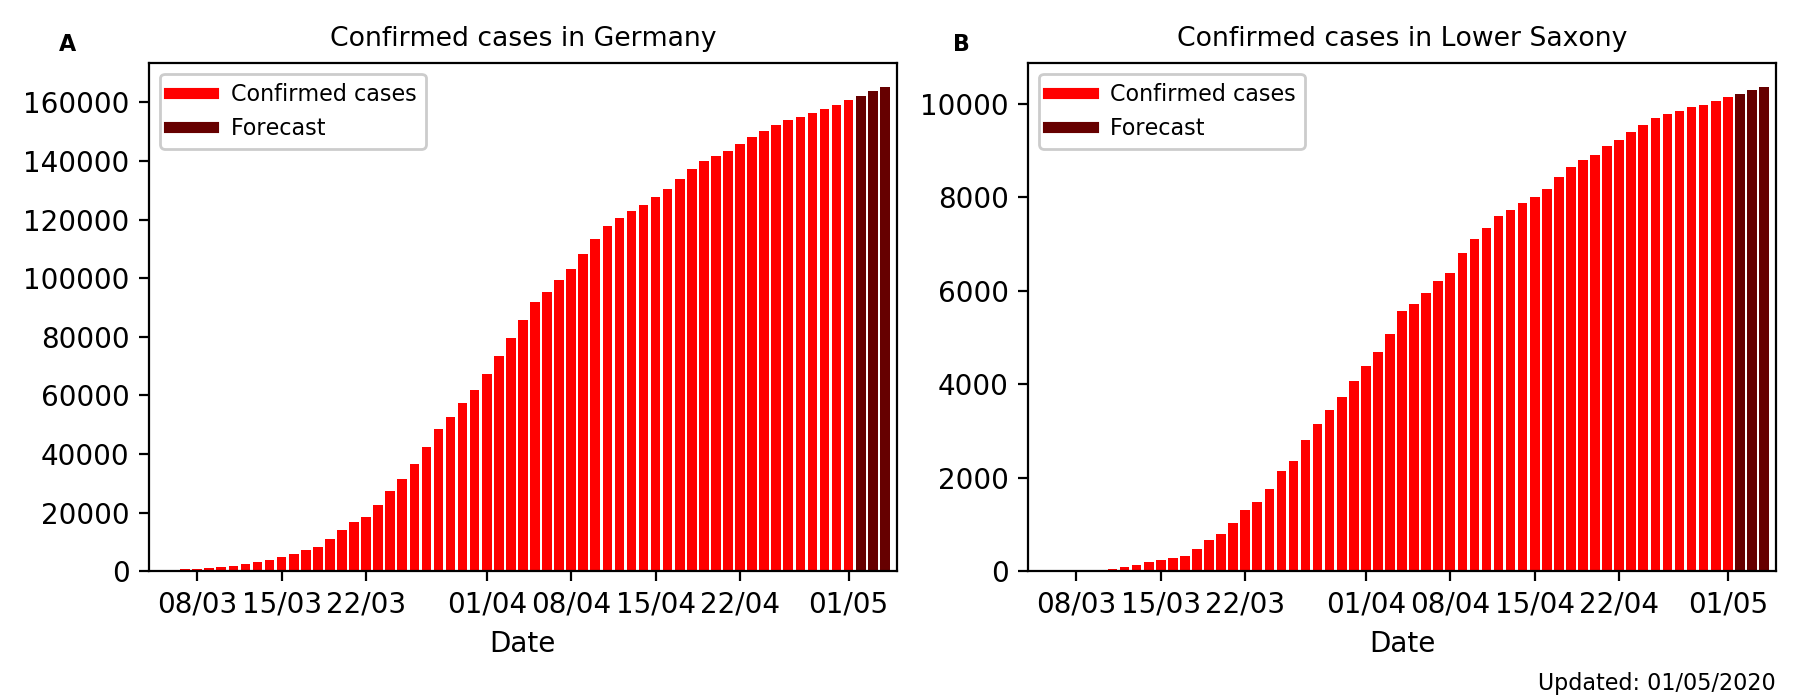 A
Confirmed cases in Germany
Confirmed cases
Forecast
160000
140000
120000
100000
80000
60000
40000
20000
0
08/03 15/03 22/03 01/04 08/04 15/04 22/04 01/05
Date
B
Confirmed cases in Lower Saxony
Confirmed cases
Forecast
10000
8000
6000
4000
2000
0
08/03 15/03 22/03 01/04 08/04 15/04 22/04 01/05
Date
Updated: 01/05/2020